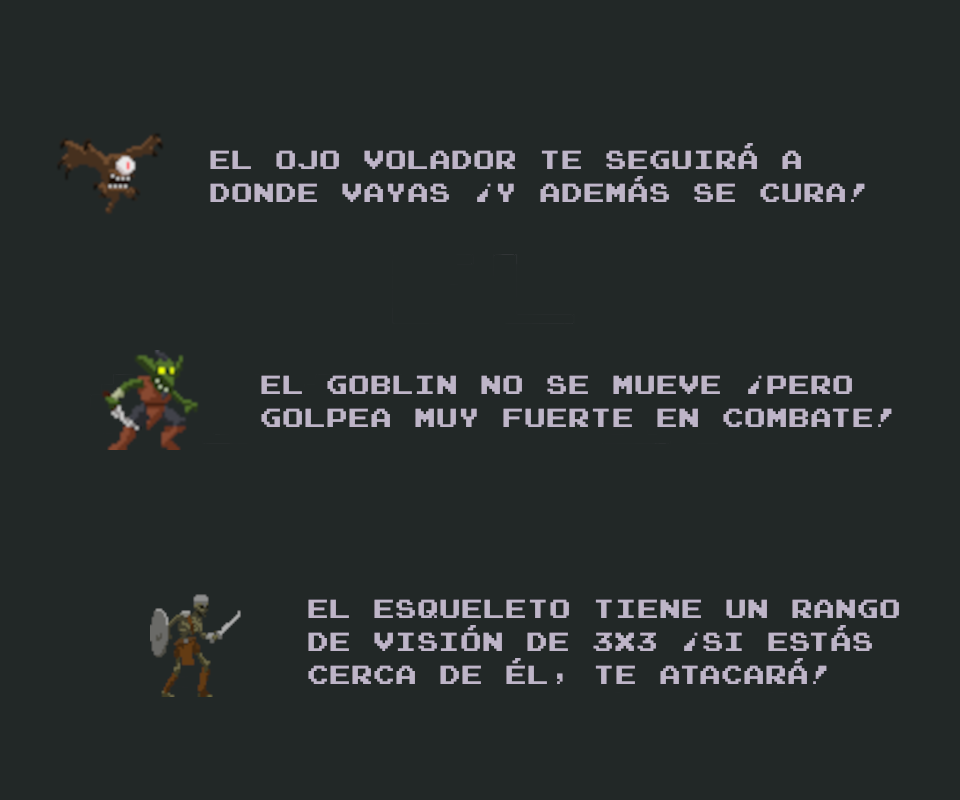 EL OJO VOLADOR TE SEGUIRÁ A
DONDE VAYAS ¡Y ADEMÁS SE CURA!
EL GOBLIN NO SE MUEVE ¡PERO
GOLPEA MUY FUERTE EN COMBATE!
EL ESQUELETO TIENE UN RANGO
DE VISIÓN DE 3X3 ¡SI ESTÁS
CERCA DE ÉL, TE ATACARÁ!